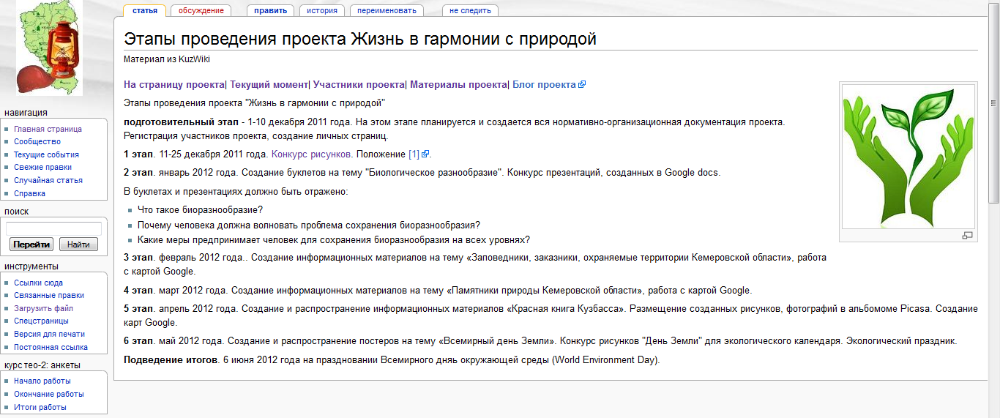 статья
обсуждение
править
история
переименовать
не следить
Этапы проведения проекта Жизнь в гармонии с природой
Материал из KuzWiki
На страницу проекта| Текущий момент| Участники проекта| Материалы проекта| Блог проекта
Этапы проведения проекта "Жизнь в гармонии с природой"
подготовительный этап - 1-10 декабря 2011 года. На этом этапе планируется и создается вся нормативно-организационная документация проекта.
Регистрация участников проекта, создание личных страниц.
1 этап. 11-25 декабря 2011 года. Конкурс рисунков. Положение [1].
2 этап. январь 2012 года. Создание буклетов на тему "Биологическое разнообразие". Конкурс презентаций, созданных в Google docs.
В буклетах и презентациях должно быть отражено:
Что такое биоразнообразие?
Почему человека должна волновать проблема сохранения биоразнообразия?
Какие меры предпринимает человек для сохранения биоразнообразия на всех уровнях?
3 этап. февраль 2012 года.. Создание информационных материалов на тему «Заповедники, заказники, охраняемые территории Кемеровской области», работа
с картой Google.
4 этап. март 2012 года. Создание информационных материалов на тему «Памятники природы Кемеровской области», работа с картой Google.
5 этап. апрель 2012 года. Создание и распространение информационных материалов «Красная книга Кузбасса». Размещение созданных рисунков, фотографий в альбомоме Picasa. Создание
карт Google.
6 этап. май 2012 года. Создание и распространение постеров на тему «Всемирный день Земли». Конкурс рисунков "День Земли" для экологического календаря. Экологический праздник.
Подведение итогов. 6 июня 2012 года на праздновании Всемирного дняь окружающей среды (World Environment Day).
навигация
Главная страница
Сообщество
Текущие события
Свежие правки
Случайная статья
Справка
поиск
Перейти
Найти
инструменты
Ссылки сюда
Связанные правки
Загрузить файл
Спецстраницы
Версия для печати
Постоянная ссылка
курс тео-2: анкеты
Начало работы
Окончание работы
Итоги работы